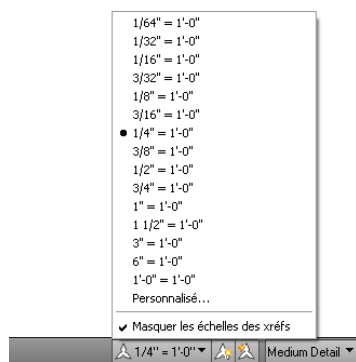 1/64" = 1'-0"
1/32" = 1'-0"
1/16" = 1'-0"
3/32" = 1'-0"
1/8" = 1'-0"
3/16" = 1'-0"
1/4" = 1'-0"
3/8" = 1'-0"
1/2" = 1'-0"
3/4" = 1'-0"
1" = 1'-0"
1 1/2" = 1'-0"
3" = 1'-0"
6" = 1'-0"
1'-0" = 1'-0"
Personnalisé...
Masquer les échelles des xréfs
1/4" = 1'-0" Medium Detail